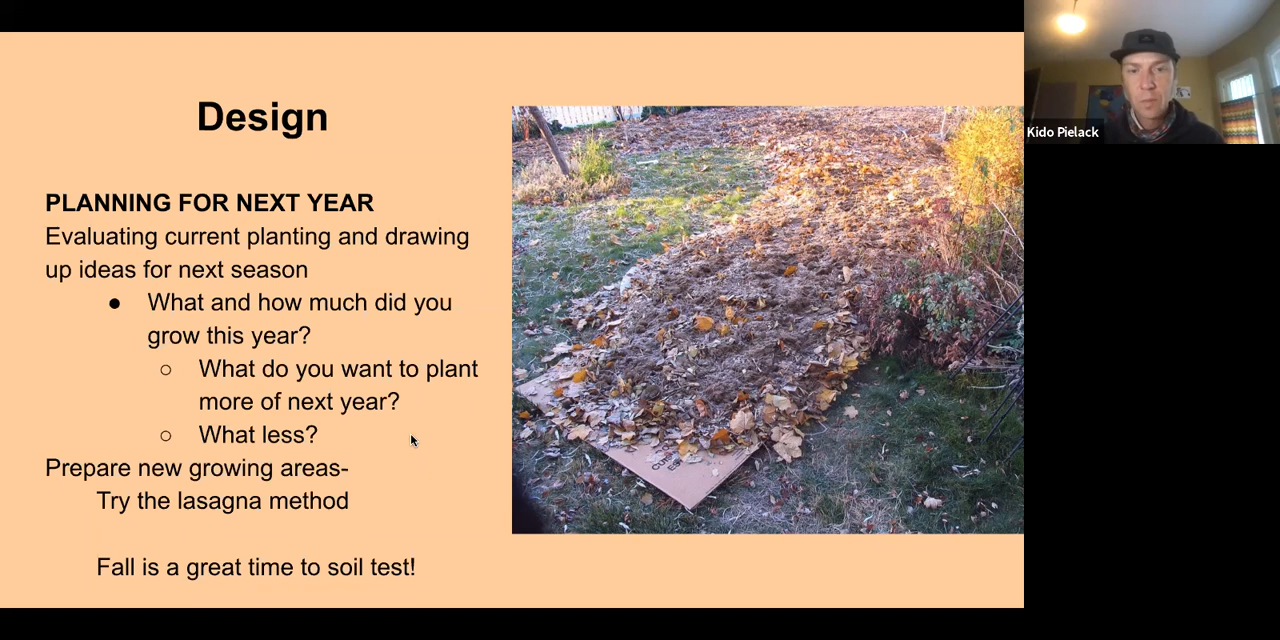 Design
PLANNING FOR NEXT YEAR
Evaluating current planting and drawing
up ideas for next season
● What and how much did you
grow this year?
○ What do you want to plant
more of next year?
○ What less?
Prepare new growing areas-
Try the lasagna method
Fall is a great time to soil test!
Kido Pielack